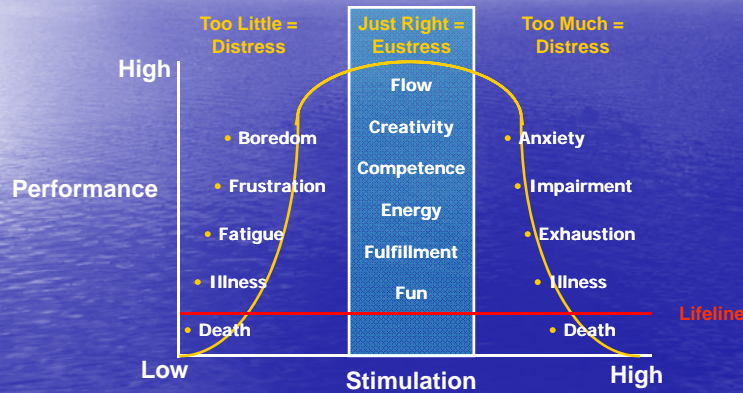 Too Little =
Distress
Just Right =
Eustress
Too Much =
Distress
High
Performance
• Boredom
• Frustration
• Fatigue
• Illness
• Death
Flow
Creativity
Competence
Energy
Fulfillment
Fun
• Anxiety
• Impairment
• Exhaustion
• Illness
• Death
Lifeline
Low
Stimulation
High